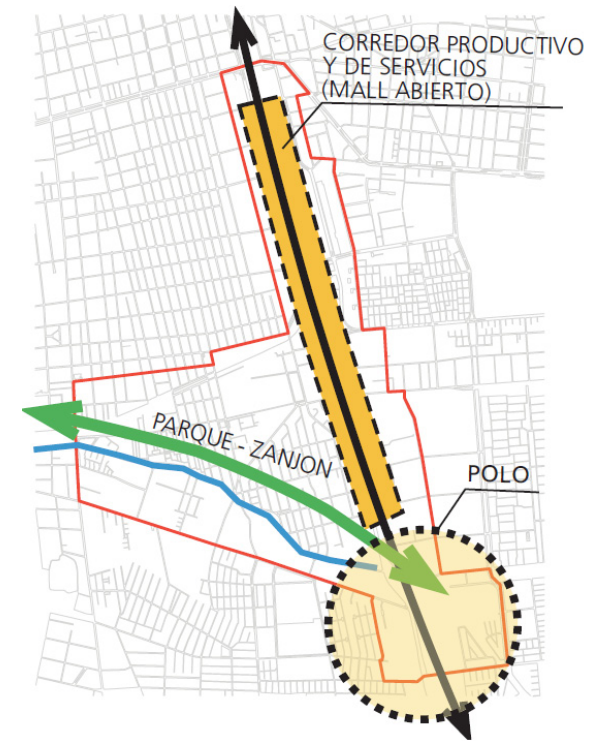 CORREDOR PRODUCTIVO
Y DE SERVICIOS
(MALL ABIERTO)
PARQUE - ZANJON
POLO